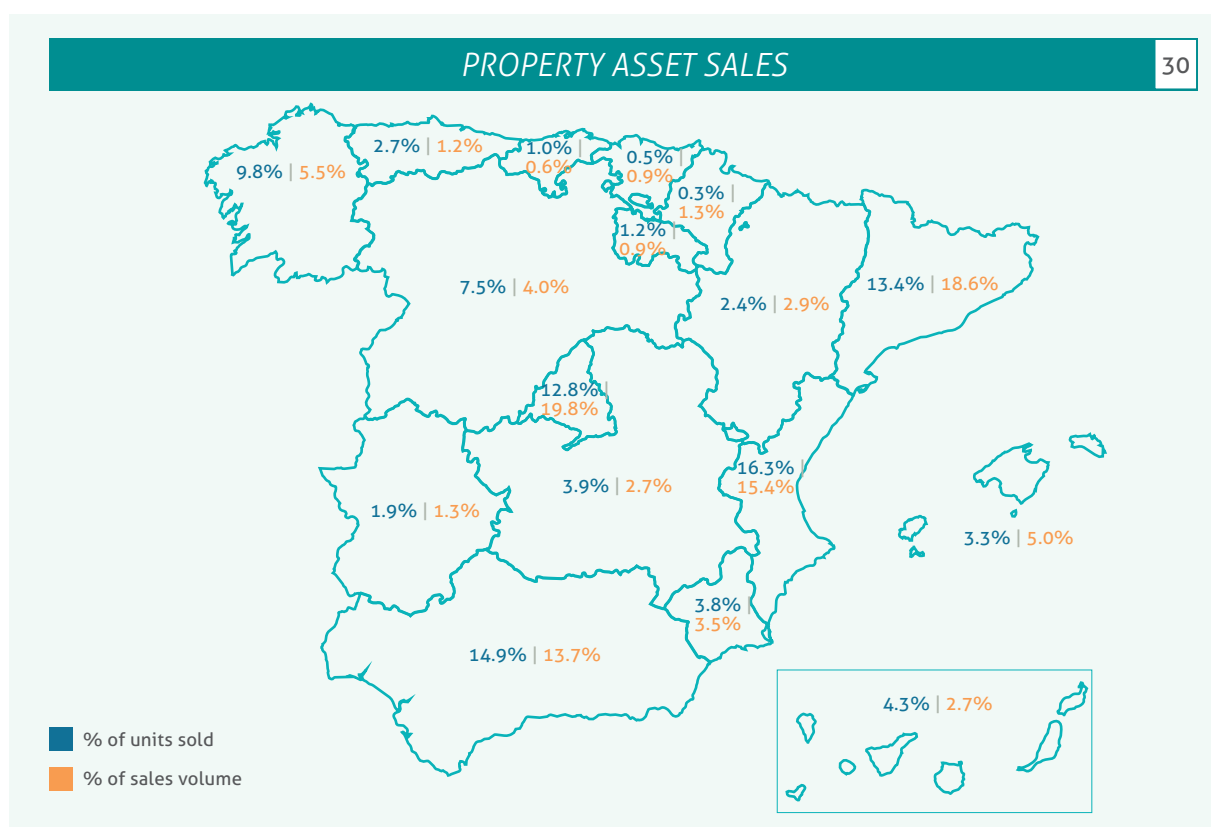 PROPERTY ASSET SALES
30
9.8% | 5.5%
2.7% | 1.2%
1.0% |
0.6%
0.5% |
0.9%
0.3% |
1.3%
1.2% |
0.9%
7.5% | 4.0%
2.4% | 2.9%
13.4% | 18.6%
12.8% |
19.8%
3.9% | 2.7%
16.3% |
15.4%
1.9% | 1.3%
3.3% | 5.0%
3.8% |
3.5%
14.9% | 13.7%
4.3% | 2.7%
% of units sold
% of sales volume